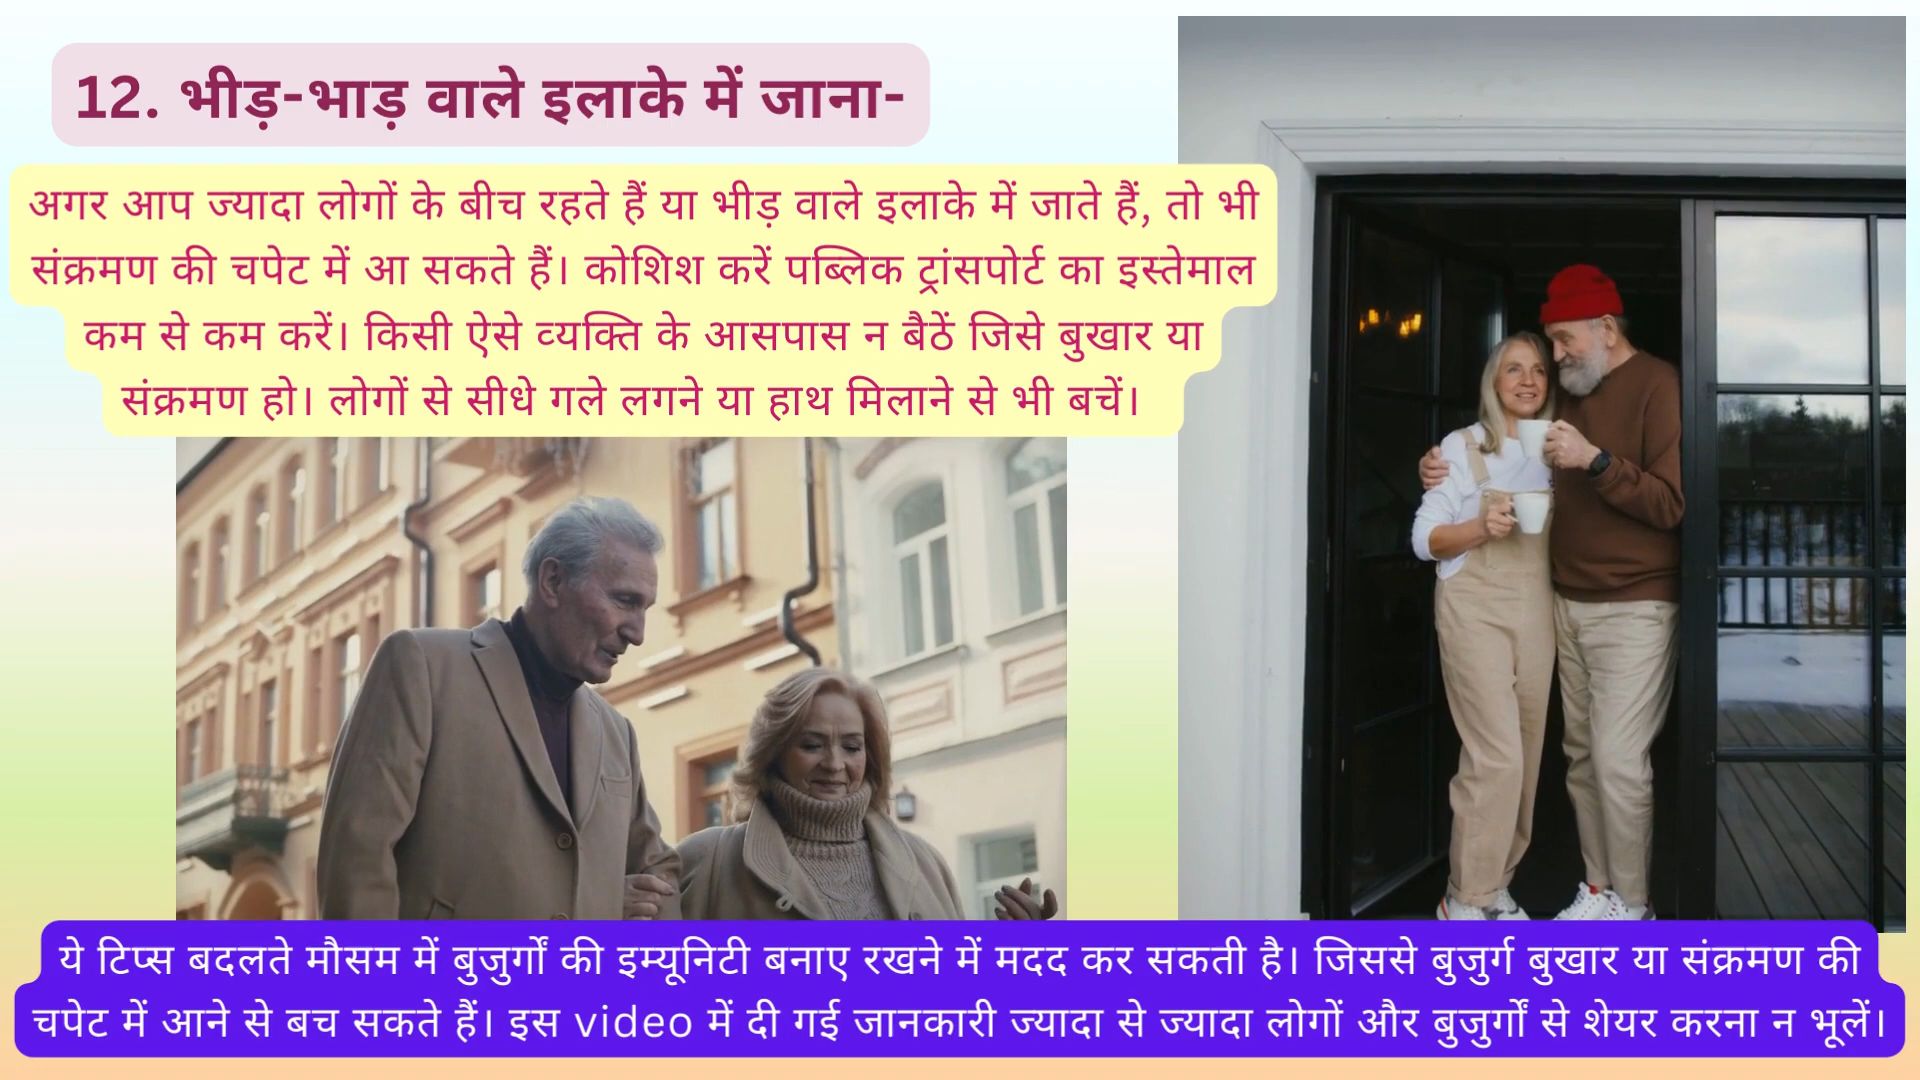 12. भीड़-भाड़ वाले इलाके में जाना-
अगर आप ज्यादा लोगों के बीच रहते हैं या भीड़ वाले इलाके में जाते हैं, तो भी
संक्रमण की चपेट में आ सकते हैं। कोशिश करें पब्लिक ट्रांसपोर्ट का इस्तेमाल
कम से कम करें। किसी ऐसे व्यक्ति के आसपास न बैठें जिसे बुखार या
संक्रमण हो। लोगों से सीधे गले लगने या हाथ मिलाने से भी बचें।
ये टिप्स बदलते मौसम में बुजुर्गों की इम्यूनिटी बनाए रखने में मदद कर सकती है। जिससे बुजुर्ग बुखार या संक्रमण की
चपेट में आने से बच सकते हैं। इस video में दी गई जानकारी ज्यादा से ज्यादा लोगों और बुजुर्गों से शेयर करना न भूलें।